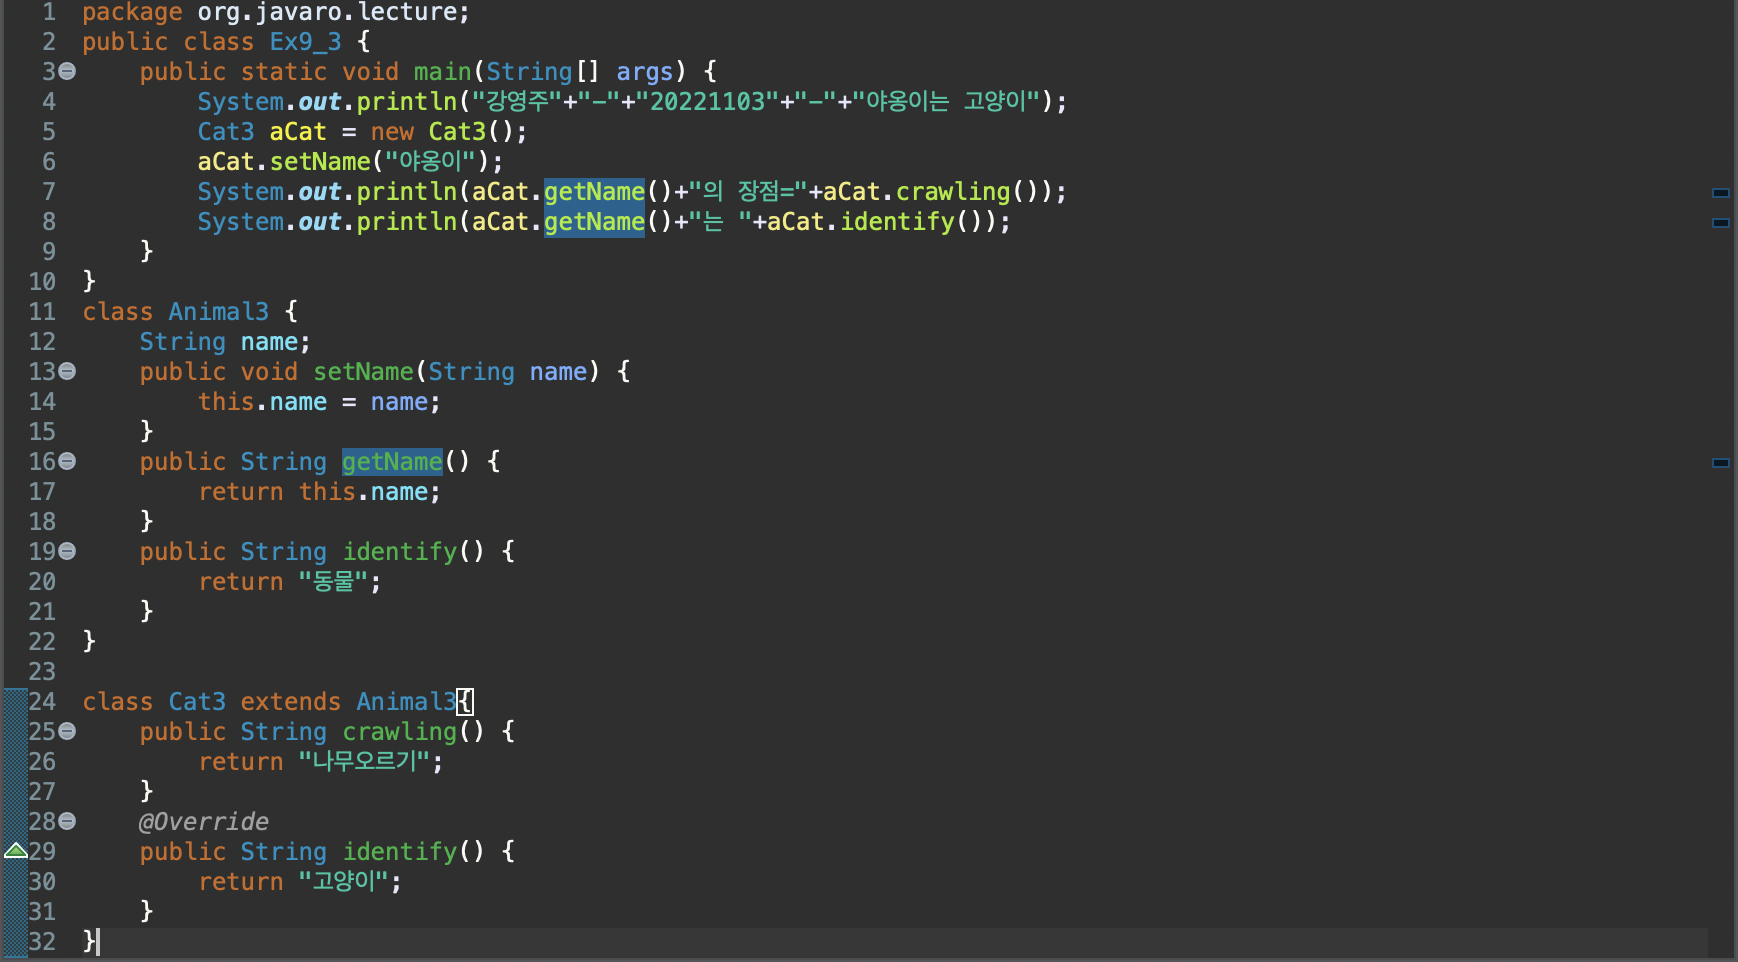 1 package org.javaro.lecture;
2 public class Ex9_3 {
3 public static void main(String[] args) {
4 System.out.println("강영주"+"-"+"20221103"+"-"+"야옹이는 고양이");
5 Cat3 aCat = new Cat3();
6 aCat.setName("야옹이");
7 System.out.println(aCat.getName()+"의 장점="+aCat.crawling());
8 System.out.println(aCat.getName()+"는 "+aCat.identify());
9 }
10 }
11 class Animal3 {
12 String name;
13 public void setName(String name) {
14 this.name = name;
15 }
16 public String getName() {
17 return this.name;
18 }
19 public String identify() {
20 return "동물";
21 }
22 }
23
24 class Cat3 extends Animal3{
25 public String crawling() {
26 return "나무오르기";
27 }
28 @Override
29 public String identify() {
30 return "고양이";
31 }
32 }